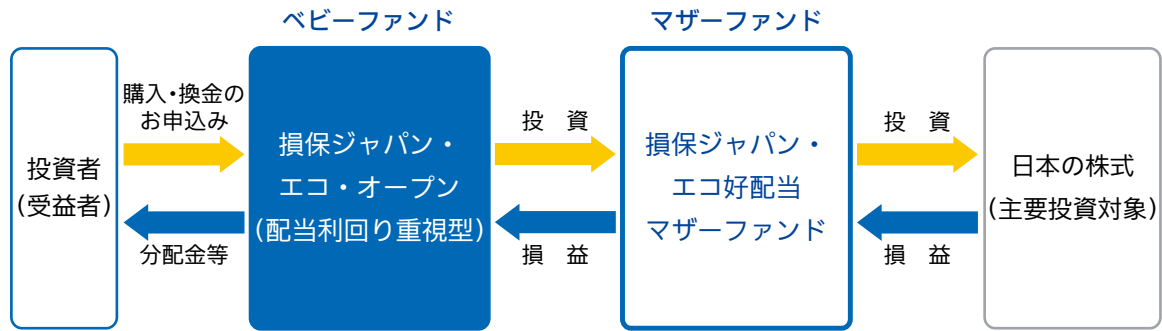 ベビーファンド
マザーファンド
投資者
(受益者)
購入・換金の
お申込み
分配金等
損保ジャパン・
エコ・オープン
(配当利回り重視型)
投　資
損　益
損保ジャパン・
エコ好配当
マザーファンド
投　資
損　益
日本の株式
(主要投資対象)